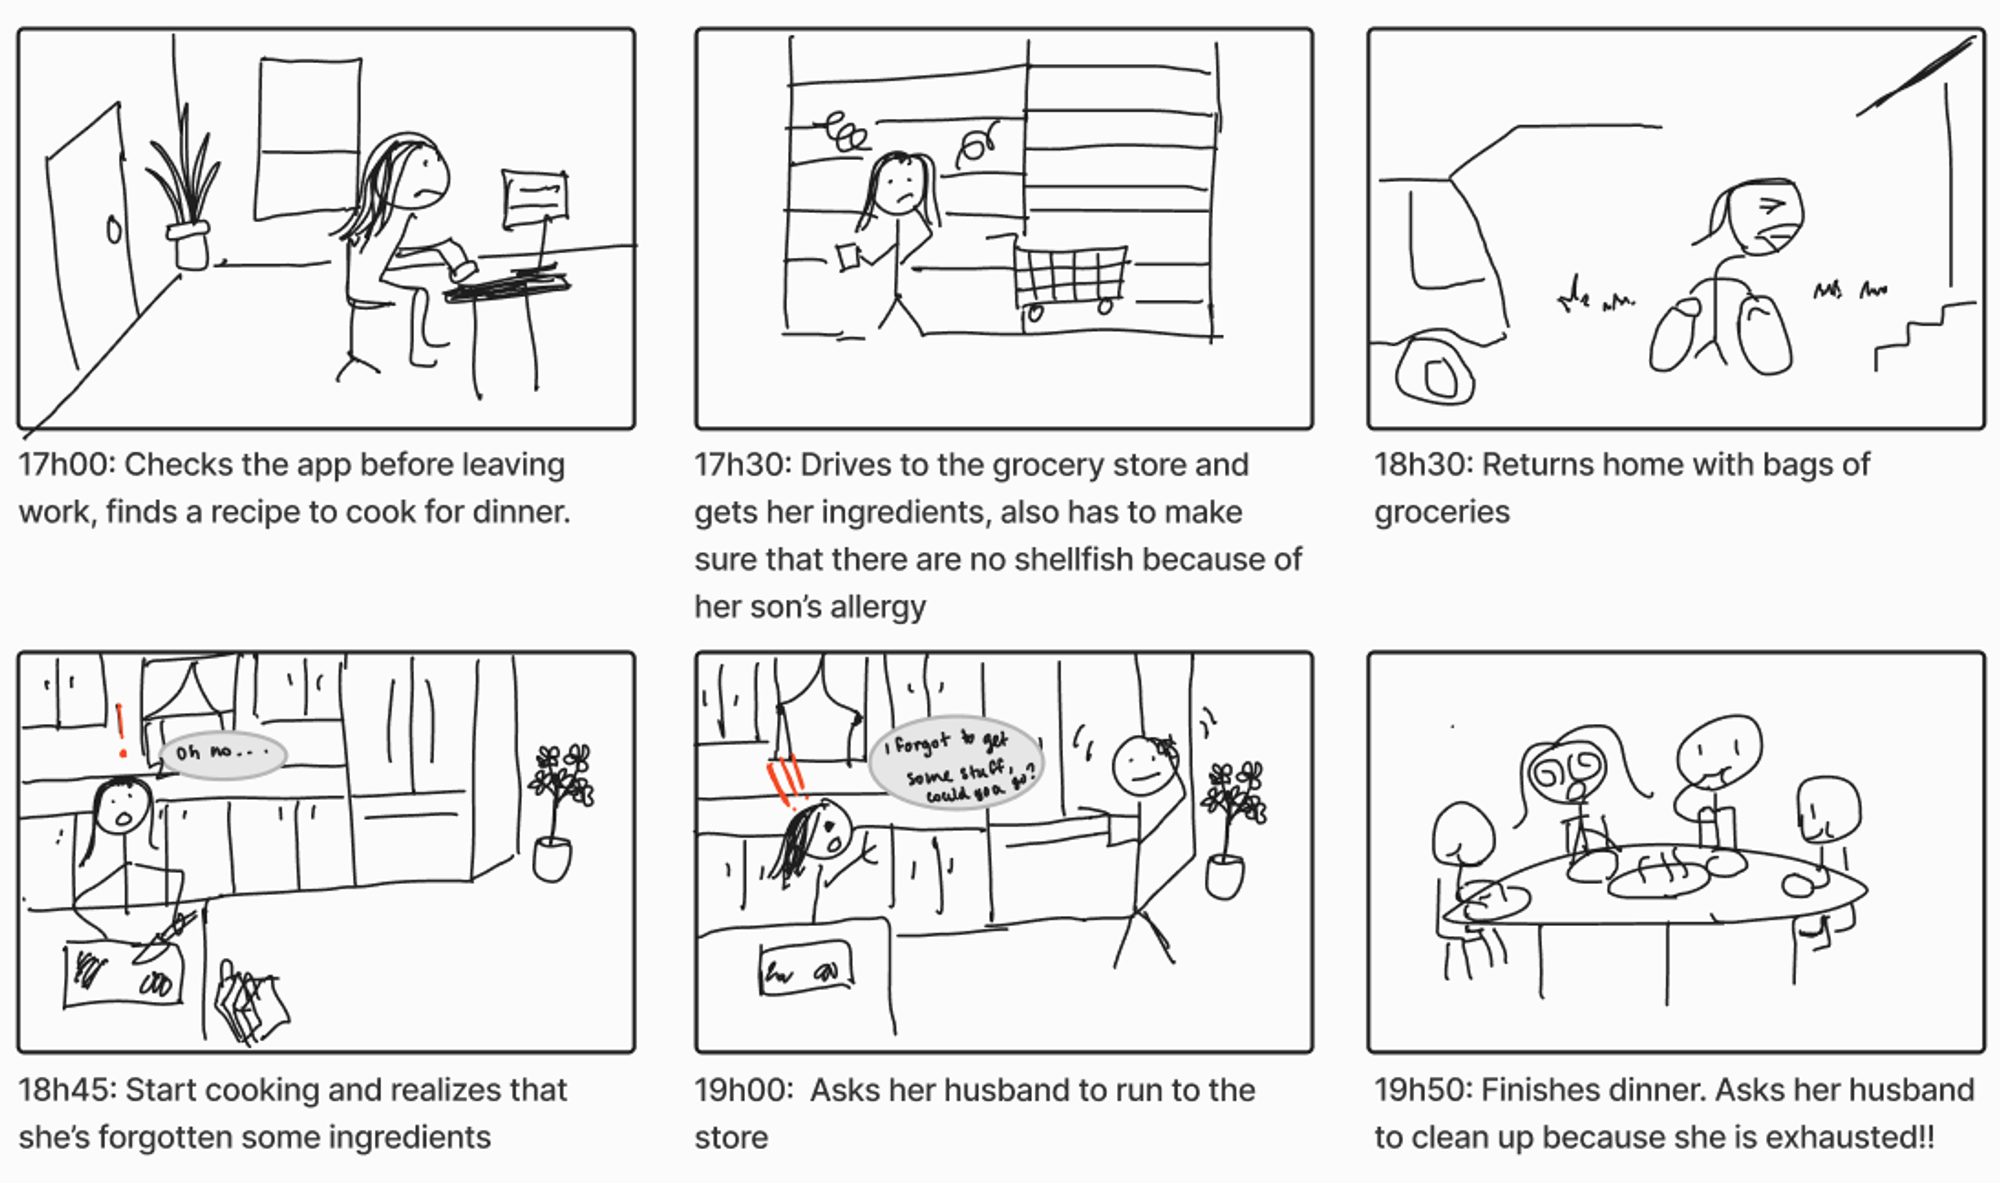 17h00: Checks the app before leaving
work, finds a recipe to cook for dinner.
17h30: Drives to the grocery store and
gets her ingredients, also has to make
sure that there are no shellfish because of
her son's allergy
18h30: Returns home with bags of
groceries
!
oh no...
18h45: Start cooking and realizes that
she's forgotten some ingredients
!!!
I forgot to get
some stuff,
could you go?
19h00: Asks her husband to run to the
store
19h50: Finishes dinner. Asks her husband
to clean up because she is exhausted!!